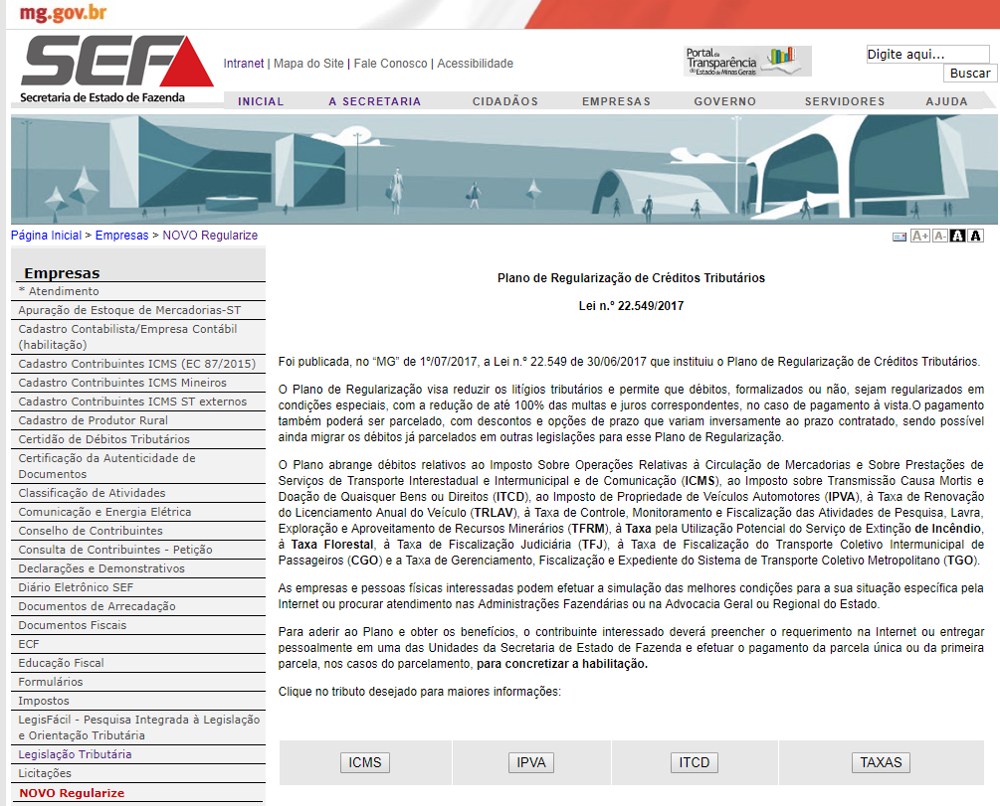 mg.gov.br
SEF
Secretaria de Estado de Fazenda
Intranet | Mapa do Site | Fale Conosco | Acessibilidade
Portal da
Transparência
do Estado de Minas Gerais
Digite aqui...
Buscar
INICIAL A SECRETARIA CIDADÃOS EMPRESAS GOVERNO SERVIDORES AJUDA
Página Inicial > Empresas > NOVO Regularize
A+ A- A A
Empresas
* Atendimento
Apuração de Estoque de Mercadorias-ST
Cadastro Contabilista/Empresa Contábil
(habilitação)
Cadastro Contribuintes ICMS (EC 87/2015)
Cadastro Contribuintes ICMS Mineiros
Cadastro Contribuintes ICMS ST externos
Cadastro de Produtor Rural
Certidão de Débitos Tributários
Certificação da Autenticidade de
Documentos
Classificação de Atividades
Comunicação e Energia Elétrica
Conselho de Contribuintes
Consulta de Contribuintes - Petição
Declarações e Demonstrativos
Diário Eletrônico SEF
Documentos de Arrecadação
Documentos Fiscais
ECF
Educação Fiscal
Formulários
Impostos
LegisFácil - Pesquisa Integrada à Legislação
e Orientação Tributária
Legislação Tributária
Licitações
NOVO Regularize
Plano de Regularização de Créditos Tributários
Lei n.º 22.549/2017
Foi publicada, no “MG” de 1º/07/2017, a Lei n.º 22.549 de 30/06/2017 que instituiu o Plano de Regularização de Créditos Tributários.
O Plano de Regularização visa reduzir os litígios tributários e permite que débitos, formalizados ou não, sejam regularizados em
condições especiais, com a redução de até 100% das multas e juros correspondentes, no caso de pagamento à vista.O pagamento
também poderá ser parcelado, com descontos e opções de prazo que variam inversamente ao prazo contratado, sendo possível
ainda migrar os débitos já parcelados em outras legislações para esse Plano de Regularização.
O Plano abrange débitos relativos ao Imposto Sobre Operações Relativas à Circulação de Mercadorias e Sobre Prestações de
Serviços de Transporte Interestadual e Intermunicipal e de Comunicação (ICMS), ao Imposto sobre Transmissão Causa Mortis e
Doação de Quaisquer Bens ou Direitos (ITCD), ao Imposto de Propriedade de Veículos Automotores (IPVA), à Taxa de Renovação
do Licenciamento Anual do Veículo (TRLAV), à Taxa de Controle, Monitoramento e Fiscalização das Atividades de Pesquisa, Lavra,
Exploração e Aproveitamento de Recursos Minerários (TFRM), à Taxa pela Utilização Potencial do Serviço de Extinção de Incêndio,
à Taxa Florestal, à Taxa de Fiscalização Judiciária (TFJ), à Taxa de Fiscalização do Transporte Coletivo Intermunicipal de
Passageiros (CGO) e a Taxa de Gerenciamento, Fiscalização e Expediente do Sistema de Transporte Coletivo Metropolitano (TGO).
As empresas e pessoas físicas interessadas podem efetuar a simulação das melhores condições para a sua situação específica pela
Internet ou procurar atendimento nas Administrações Fazendárias ou na Advocacia Geral ou Regional do Estado.
Para aderir ao Plano e obter os benefícios, o contribuinte interessado deverá preencher o requerimento na Internet ou entregar
pessoalmente em uma das Unidades da Secretaria de Estado de Fazenda e efetuar o pagamento da parcela única ou da primeira
parcela, nos casos do parcelamento, para concretizar a habilitação.
Clique no tributo desejado para maiores informações:
ICMS IPVA ITCD TAXAS